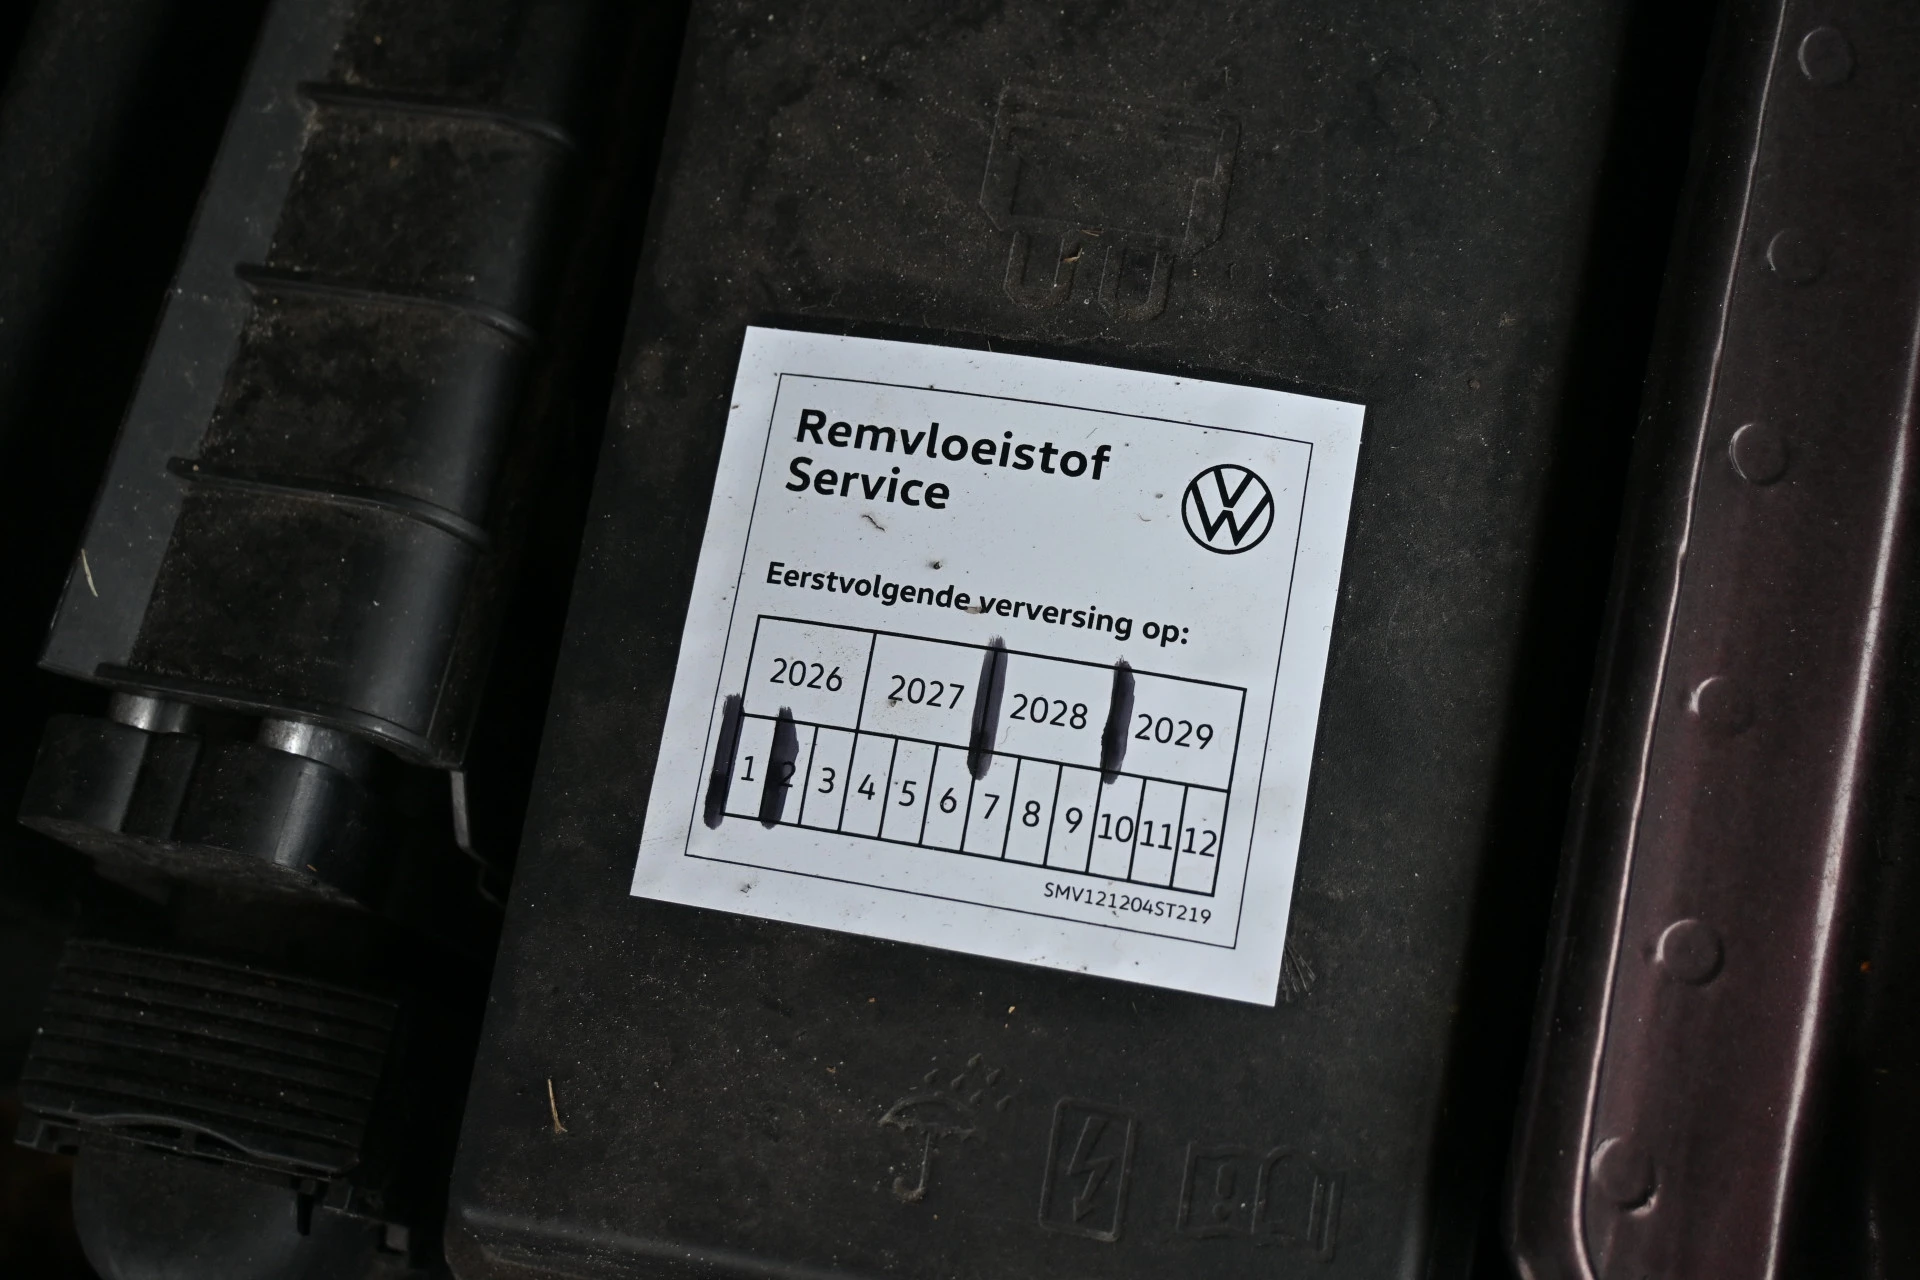 Remvloeistof
Service
Eerstvolgende verversing op:
2026 2027 2028 2029
1 2 3 4 5 6 7 8 9 10 11 12
SMV121204ST219